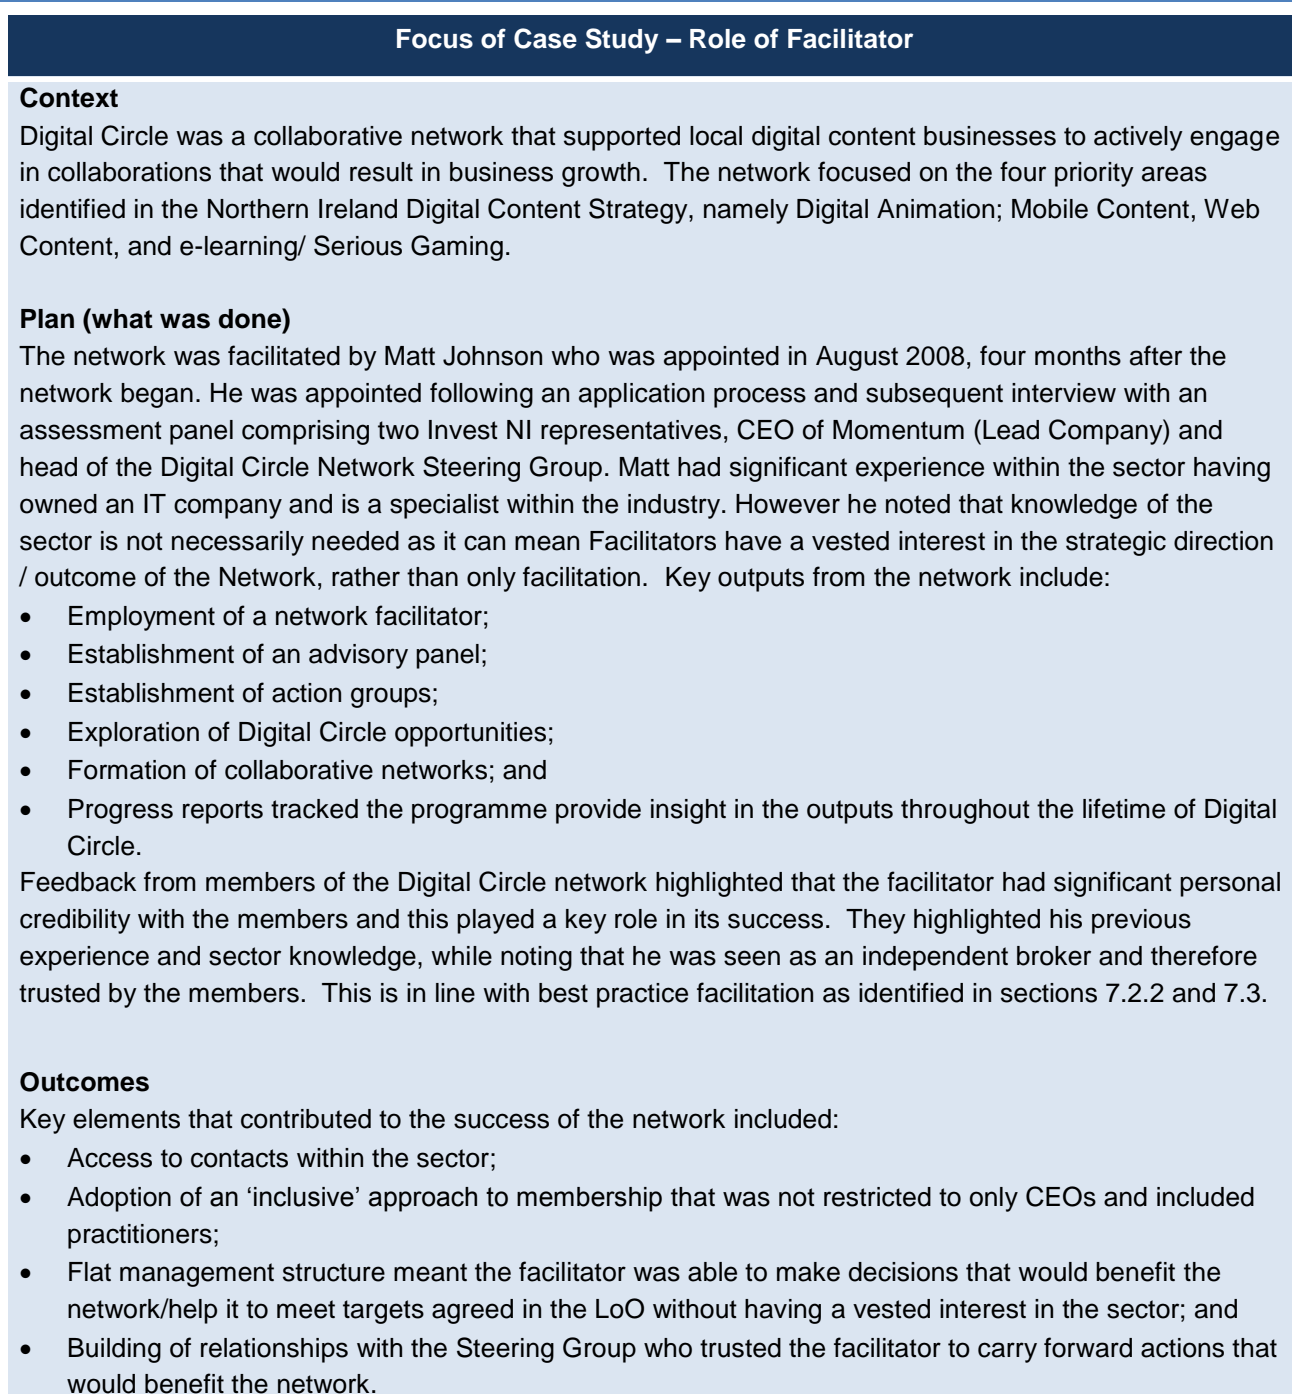 Focus of Case Study – Role of Facilitator
Context
Digital Circle was a collaborative network that supported local digital content businesses to actively engage
in collaborations that would result in business growth.  The network focused on the four priority areas
identified in the Northern Ireland Digital Content Strategy, namely Digital Animation; Mobile Content, Web
Content, and e-learning/ Serious Gaming.
Plan (what was done)
The network was facilitated by Matt Johnson who was appointed in August 2008, four months after the
network began. He was appointed following an application process and subsequent interview with an
assessment panel comprising two Invest NI representatives, CEO of Momentum (Lead Company) and
head of the Digital Circle Network Steering Group. Matt had significant experience within the sector having
owned an IT company and is a specialist within the industry. However he noted that knowledge of the
sector is not necessarily needed as it can mean Facilitators have a vested interest in the strategic direction
/ outcome of the Network, rather than only facilitation.  Key outputs from the network include:
• Employment of a network facilitator;
• Establishment of an advisory panel;
• Establishment of action groups;
• Exploration of Digital Circle opportunities;
• Formation of collaborative networks; and
• Progress reports tracked the programme provide insight in the outputs throughout the lifetime of Digital
Circle.
Feedback from members of the Digital Circle network highlighted that the facilitator had significant personal
credibility with the members and this played a key role in its success.  They highlighted his previous
experience and sector knowledge, while noting that he was seen as an independent broker and therefore
trusted by the members.  This is in line with best practice facilitation as identified in sections 7.2.2 and 7.3.
Outcomes
Key elements that contributed to the success of the network included:
• Access to contacts within the sector;
• Adoption of an ‘inclusive’ approach to membership that was not restricted to only CEOs and included
practitioners;
• Flat management structure meant the facilitator was able to make decisions that would benefit the
network/help it to meet targets agreed in the LoO without having a vested interest in the sector; and
• Building of relationships with the Steering Group who trusted the facilitator to carry forward actions that
would benefit the network.